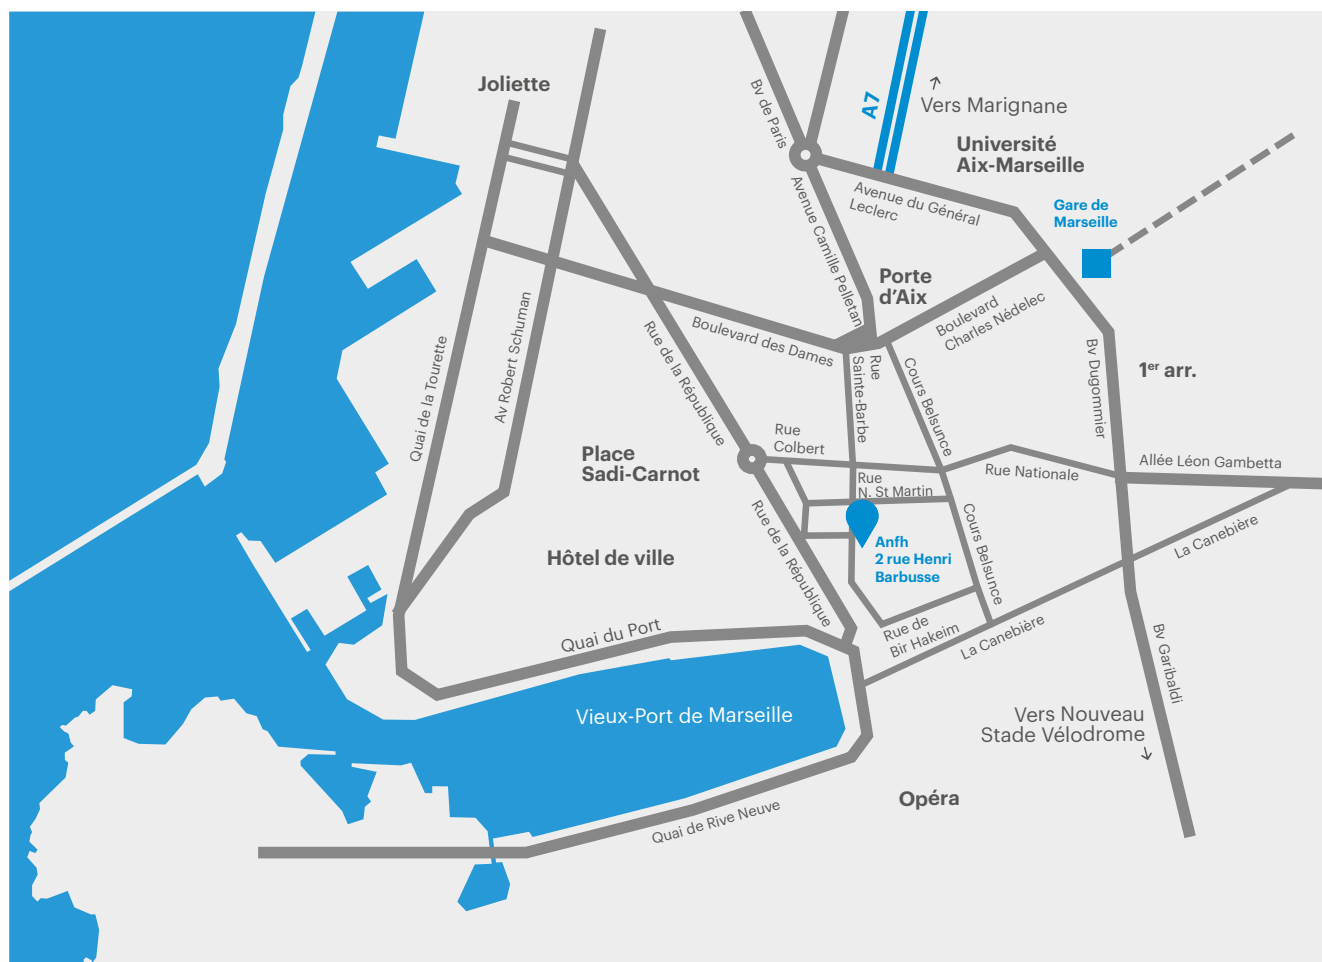 Joliette
Bv de Paris
A7
Vers Marignane
Université
Aix-Marseille
Avenue du Général
Leclerc
Gare de
Marseille
Avenue Camille Pelletan
Porte
d'Aix
Boulevard
Charles Nédelec
Quai de la Tourette
Av Robert Schuman
Rue de la République
Boulevard des Dames
Rue
Sainte-Barbe
Cours Belsunce
Bv Dugommier
1er arr.
Place
Sadi-Carnot
Rue
Colbert
Rue Nationale
Allée Léon Gambetta
Rue
N. St Martin
Rue de la République
Hôtel de ville
Anfh
2 rue Henri
Barbusse
Cours Belsunce
La Canebière
Quai du Port
Rue de
Bir Hakeim
La Canebière
Bv Garibaldi
Vieux-Port de Marseille
Vers Nouveau
Stade Vélodrome
Opéra
Quai de Rive Neuve